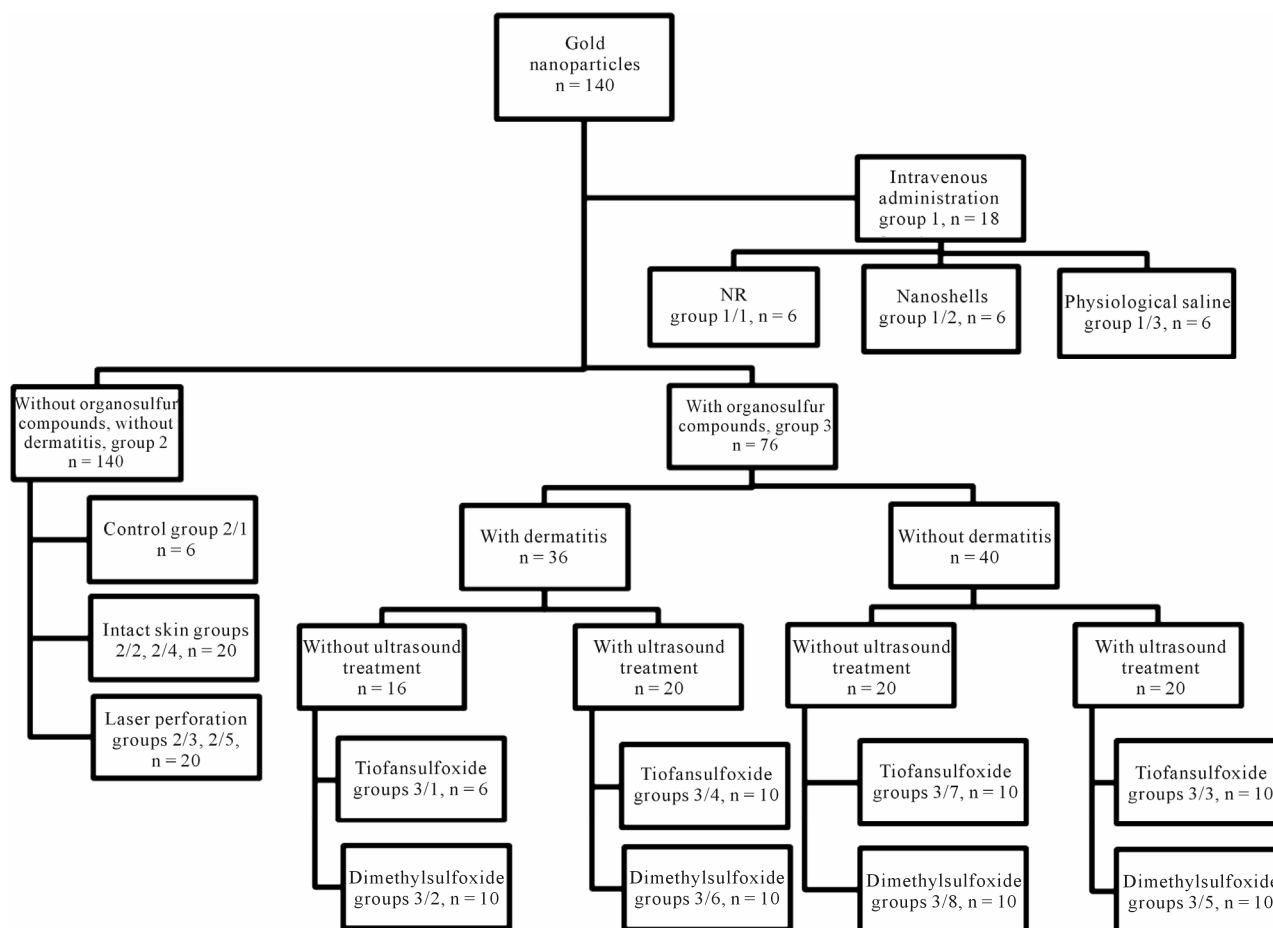 Gold
nanoparticles
n = 140
Intravenous
administration
group 1, n = 18
NR
group 1/1, n = 6
Nanoshells
group 1/2, n = 6
Physiological saline
group 1/3, n = 6
Without organosulfur
compounds, without
dermatitis, group 2
n = 140
With organosulfur
compounds, group 3
n = 76
Control group 2/1
n = 6
Intact skin groups
2/2, 2/4, n = 20
Laser perforation
groups 2/3, 2/5,
n = 20
With dermatitis
n = 36
Without dermatitis
n = 40
Without ultrasound
treatment
n = 16
With ultrasound
treatment
n = 20
Without ultrasound
treatment
n = 20
With ultrasound
treatment
n = 20
Tiofansulfoxide
groups 3/1, n = 6
Tiofansulfoxide
groups 3/4, n = 10
Tiofansulfoxide
groups 3/7, n = 10
Tiofansulfoxide
groups 3/3, n = 10
Dimethylsulfoxide
groups 3/2, n = 10
Dimethylsulfoxide
groups 3/6, n = 10
Dimethylsulfoxide
groups 3/8, n = 10
Dimethylsulfoxide
groups 3/5, n = 10